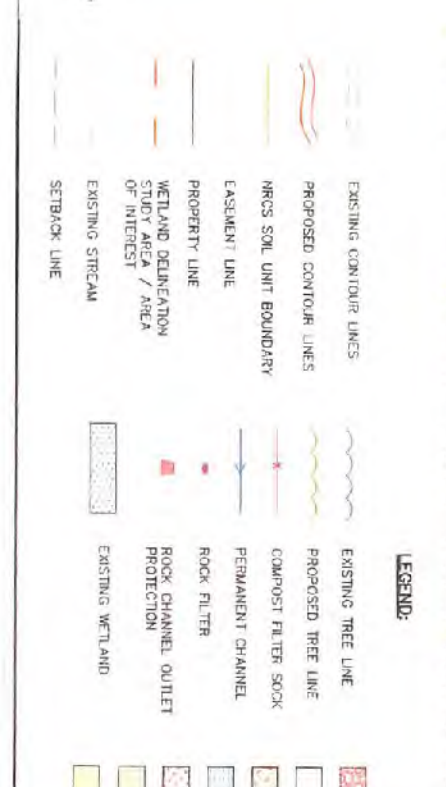 LEGEND:
EXISTING CONTOUR LINES
PROPOSED CONTOUR LINES
NRCS SOIL UNIT BOUNDARY
EASEMENT LINE
PROPERTY LINE
WETLAND DELINEATION
STUDY AREA / AREA
OF INTEREST
EXISTING STREAM
SETBACK LINE
EXISTING TREE LINE
PROPOSED TREE LINE
COMPOST FILTER SOCK
PERMANENT CHANNEL
ROCK FILTER
ROCK CHANNEL OUTLET
PROTECTION
EXISTING WETLAND